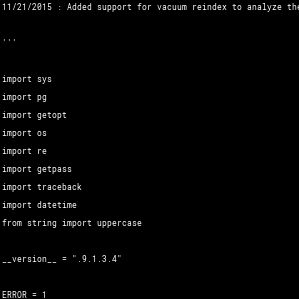 11/21/2015 : Added support for vacuum reindex to analyze the
'''
import sys
import pg
import getopt
import os
import re
import getpass
import traceback
import datetime
from string import uppercase
__version__ = ".9.1.3.4"
ERROR = 1